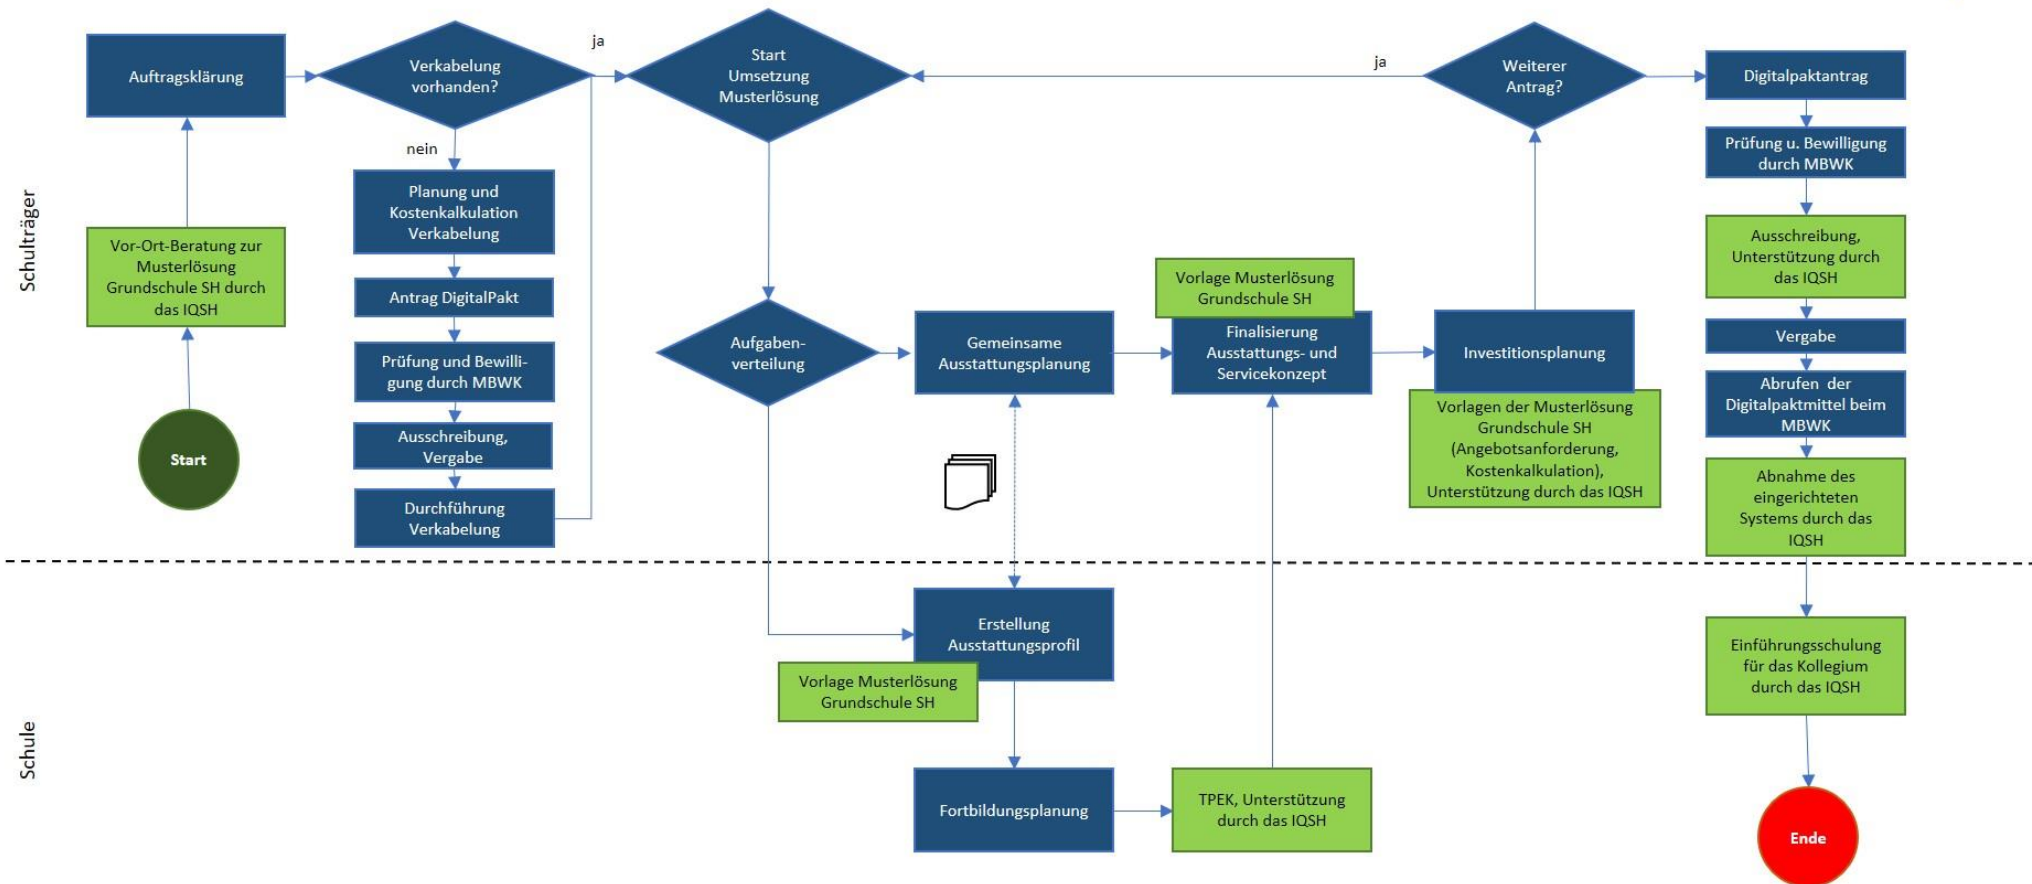 Schulträger
Schule
Start
Vor-Ort-Beratung zur
Musterlösung
Grundschule SH durch
das IQSH
Auftragsklärung
Verkabelung
vorhanden?
ja
nein
Planung und
Kostenkalkulation
Verkabelung
Antrag DigitalPakt
Prüfung und Bewilli-
gung durch MBWK
Ausschreibung,
Vergabe
Durchführung
Verkabelung
Start
Umsetzung
Musterlösung
Aufgaben-
verteilung
Gemeinsame
Ausstattungsplanung
Erstellung
Ausstattungsprofil
Vorlage Musterlösung
Grundschule SH
Fortbildungsplanung
TPEK, Unterstützung
durch das IQSH
Vorlage Musterlösung
Grundschule SH
Finalisierung
Ausstattungs- und
Servicekonzept
Investitionsplanung
Vorlagen der Musterlösung
Grundschule SH
(Angebotsanforderung,
Kostenkalkulation),
Unterstützung durch das IQSH
Weiterer
Antrag?
ja
Digitalpaktantrag
Prüfung u. Bewilligung
durch MBWK
Ausschreibung,
Unterstützung durch
das IQSH
Vergabe
Abrufen der
Digitalpaktmittel beim
MBWK
Abnahme des
eingerichteten
Systems durch das
IQSH
Einführungsschulung
für das Kollegium
durch das IQSH
Ende